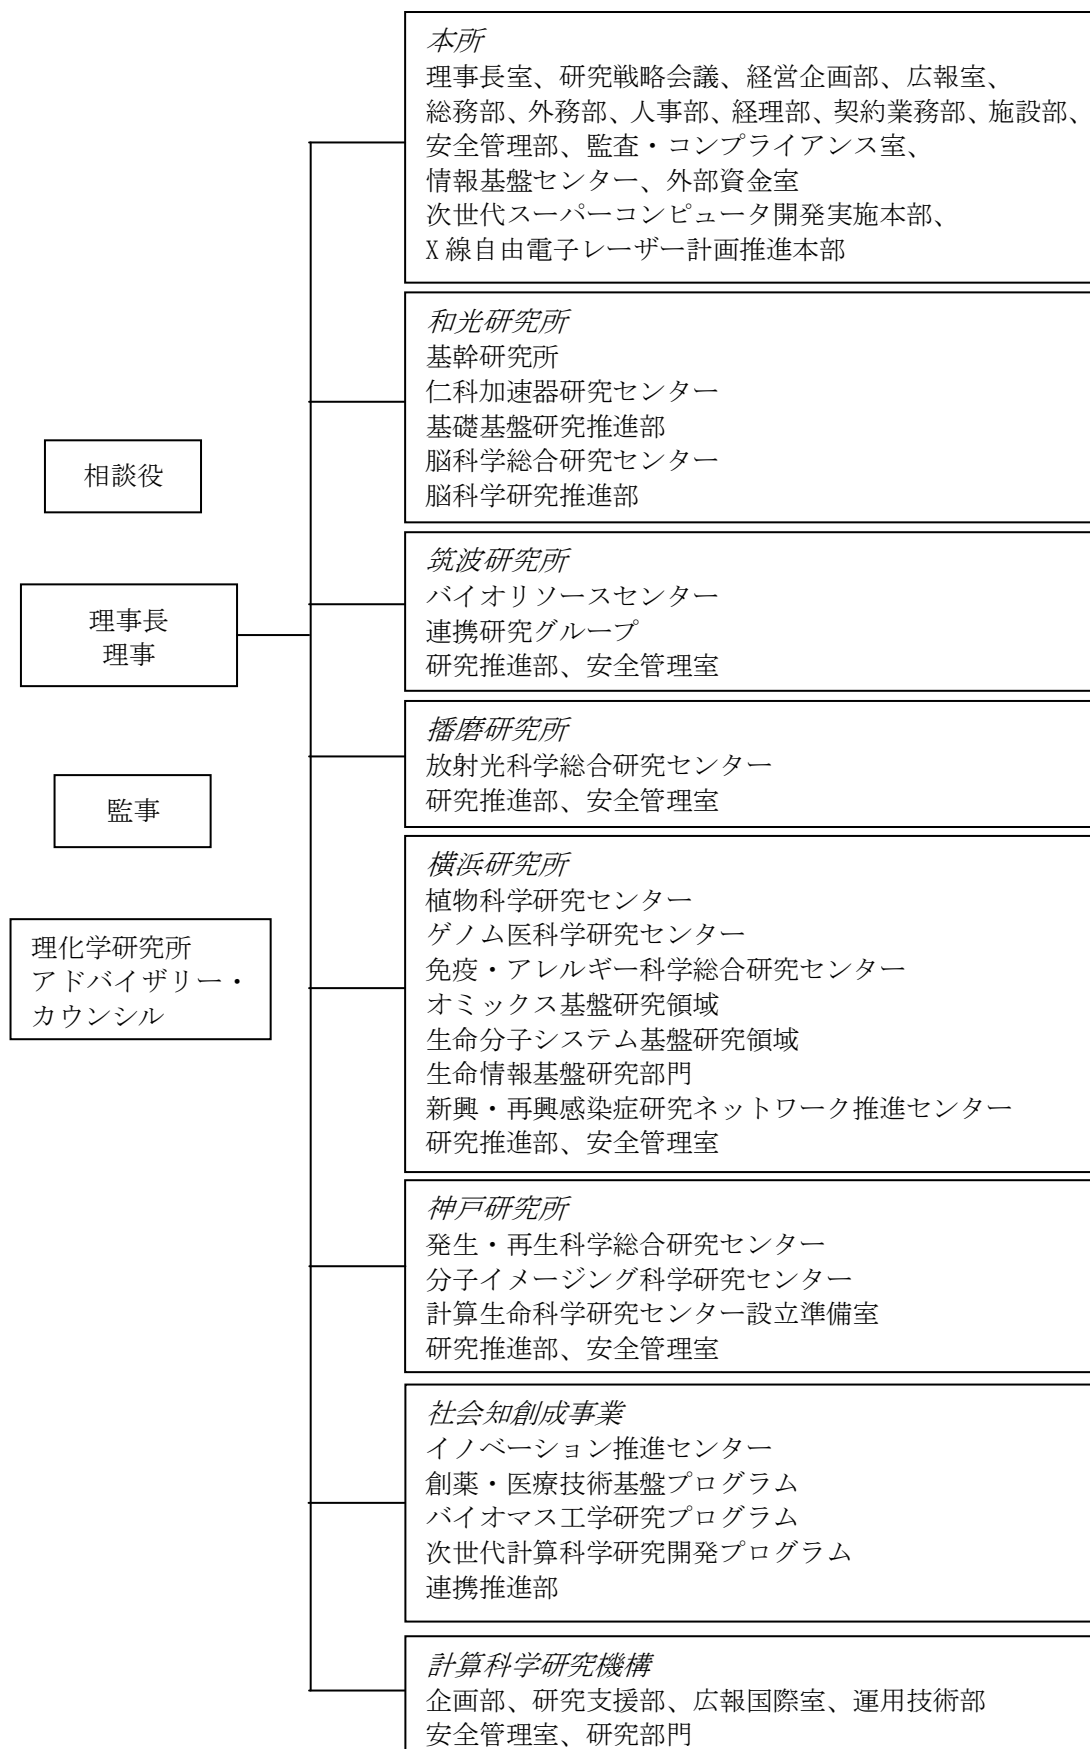 相談役
理事長
理事
監事
理化学研究所
アドバイザリー・
カウンシル
本所
理事長室、研究戦略会議、経営企画部、広報室、
総務部、外務部、人事部、経理部、契約業務部、施設部、
安全管理部、監査・コンプライアンス室、
情報基盤センター、外部資金室
次世代スーパーコンピュータ開発実施本部、
X線自由電子レーザー計画推進本部
和光研究所
基幹研究所
仁科加速器研究センター
基礎基盤研究推進部
脳科学総合研究センター
脳科学研究推進部
筑波研究所
バイオリソースセンター
連携研究グループ
研究推進部、安全管理室
播磨研究所
放射光科学総合研究センター
研究推進部、安全管理室
横浜研究所
植物科学研究センター
ゲノム医科学研究センター
免疫・アレルギー科学総合研究センター
オミックス基盤研究領域
生命分子システム基盤研究領域
生命情報基盤研究部門
新興・再興感染症研究ネットワーク推進センター
研究推進部、安全管理室
神戸研究所
発生・再生科学総合研究センター
分子イメージング科学研究センター
計算生命科学研究センター設立準備室
研究推進部、安全管理室
社会知創成事業
イノベーション推進センター
創薬・医療技術基盤プログラム
バイオマス工学研究プログラム
次世代計算科学研究開発プログラム
連携推進部
計算科学研究機構
企画部、研究支援部、広報国際室、運用技術部
安全管理室、研究部門